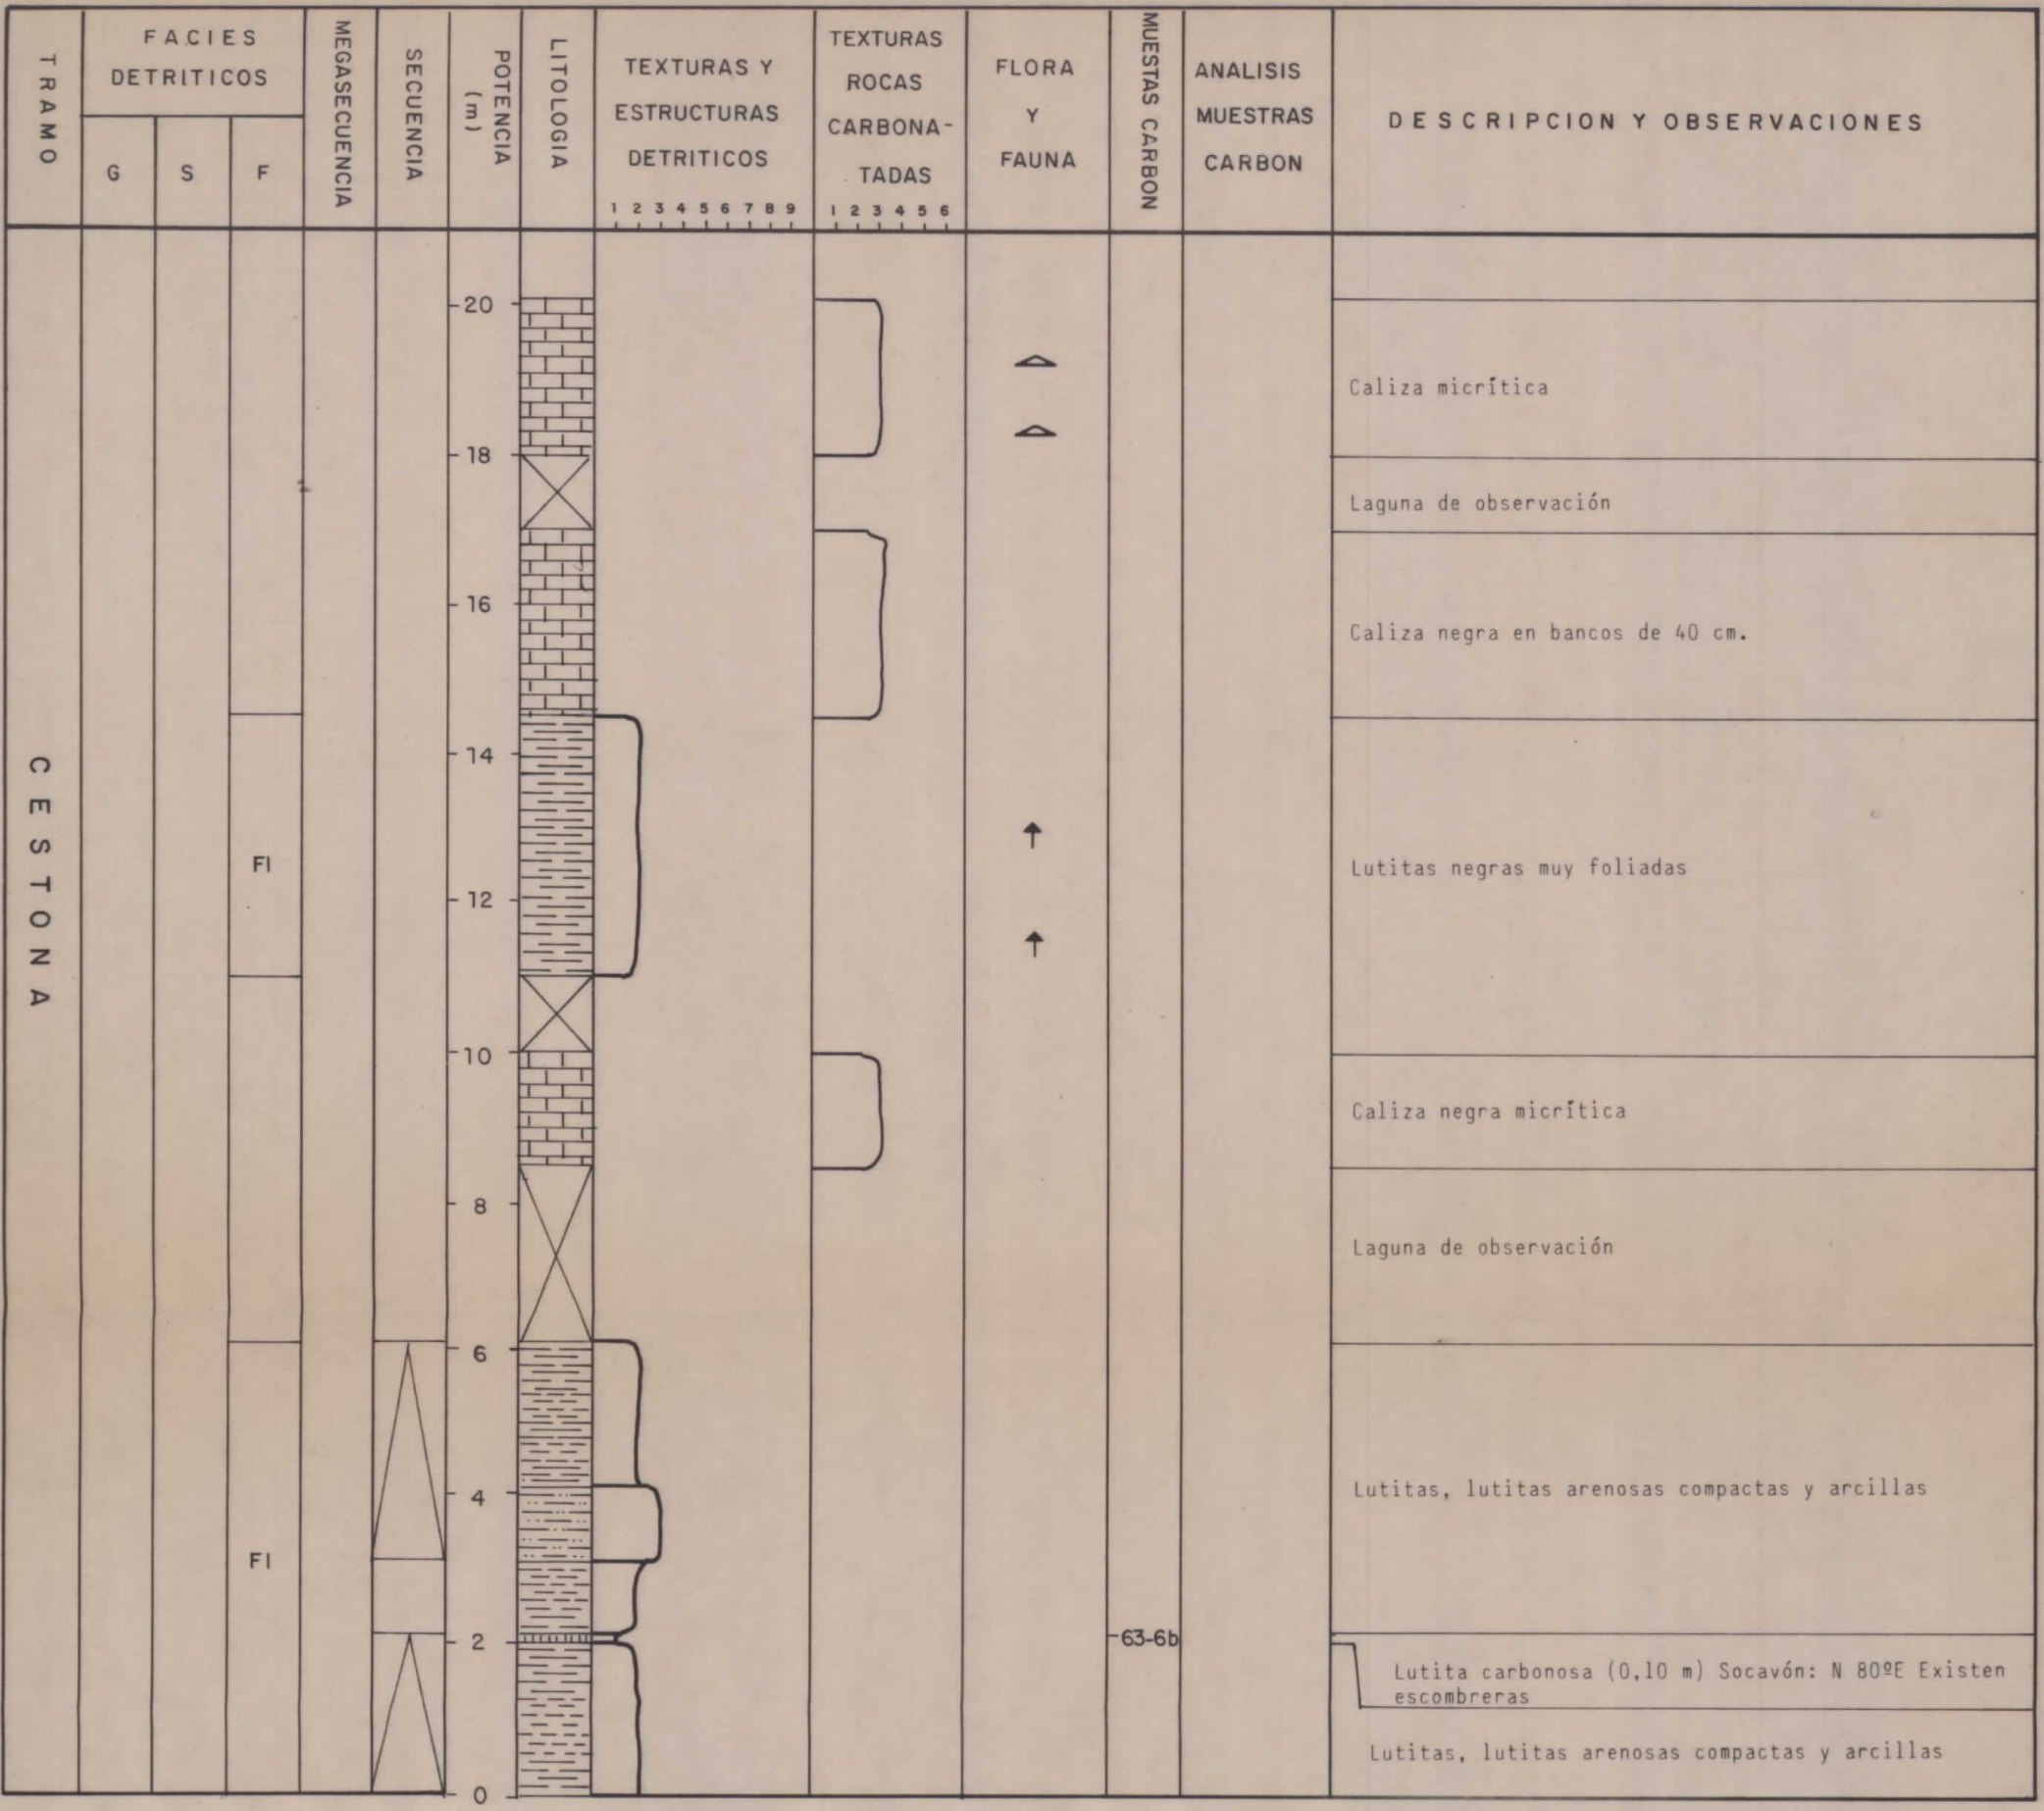 TRAMO
FACIES
DETRITICOS
G S F
MEGASECUENCIA
SECUENCIA
POTENCIA
(m)
LITOLOGIA
TEXTURAS Y
ESTRUCTURAS
DETRITICOS
1 2 3 4 5 6 7 8 9
TEXTURAS
ROCAS
CARBONA-
TADAS
1 2 3 4 5 6
FLORA
Y
FAUNA
MUESTAS CARBON
ANALISIS
MUESTRAS
CARBON
DESCRIPCION Y OBSERVACIONES
CESTONA
20
Caliza micrítica
18
Laguna de observación
16
Caliza negra en bancos de 40 cm.
14
Fl
Lutitas negras muy foliadas
12
10
Caliza negra micrítica
8
Laguna de observación
6
4
Lutitas, lutitas arenosas compactas y arcillas
Fl
2
63-6b
Lutita carbonosa (0,10 m) Socavón: N 80ºE Existen
escombreras
Lutitas, lutitas arenosas compactas y arcillas
0